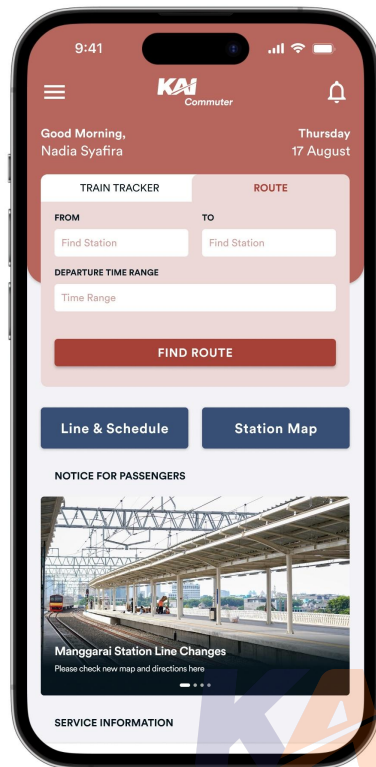 9:41
KAI
Commuter
Good Morning,
Nadia Syafira
Thursday
17 August
TRAIN TRACKER
ROUTE
FROM
TO
Find Station
Find Station
DEPARTURE TIME RANGE
Time Range
FIND ROUTE
Line & Schedule
Station Map
NOTICE FOR PASSENGERS
Manggarai Station Line Changes
Please check new map and directions here
SERVICE INFORMATION